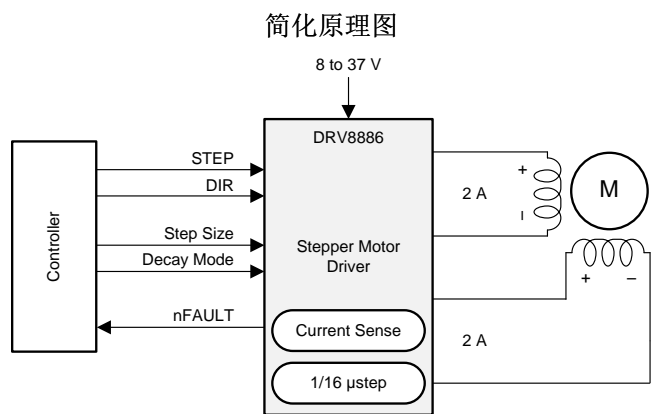 简化原理图
8 to 37 V
DRV8886
STEP
DIR
Step Size
Decay Mode
nFAULT
Controller
Stepper Motor
Driver
Current Sense
1/16 µstep
+
2 A
–
M
+ –
2 A